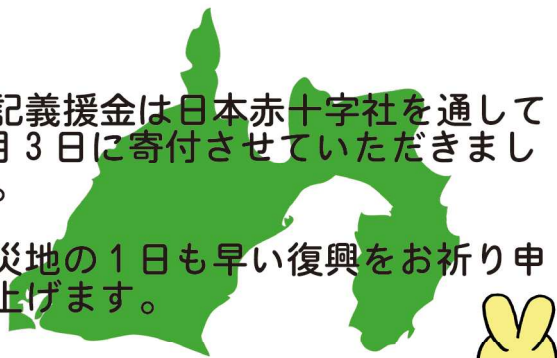 記義援金は日本赤十字社を通して
月3日に寄付させていただきまし
。
災地の1日も早い復興をお祈り申
上げます。